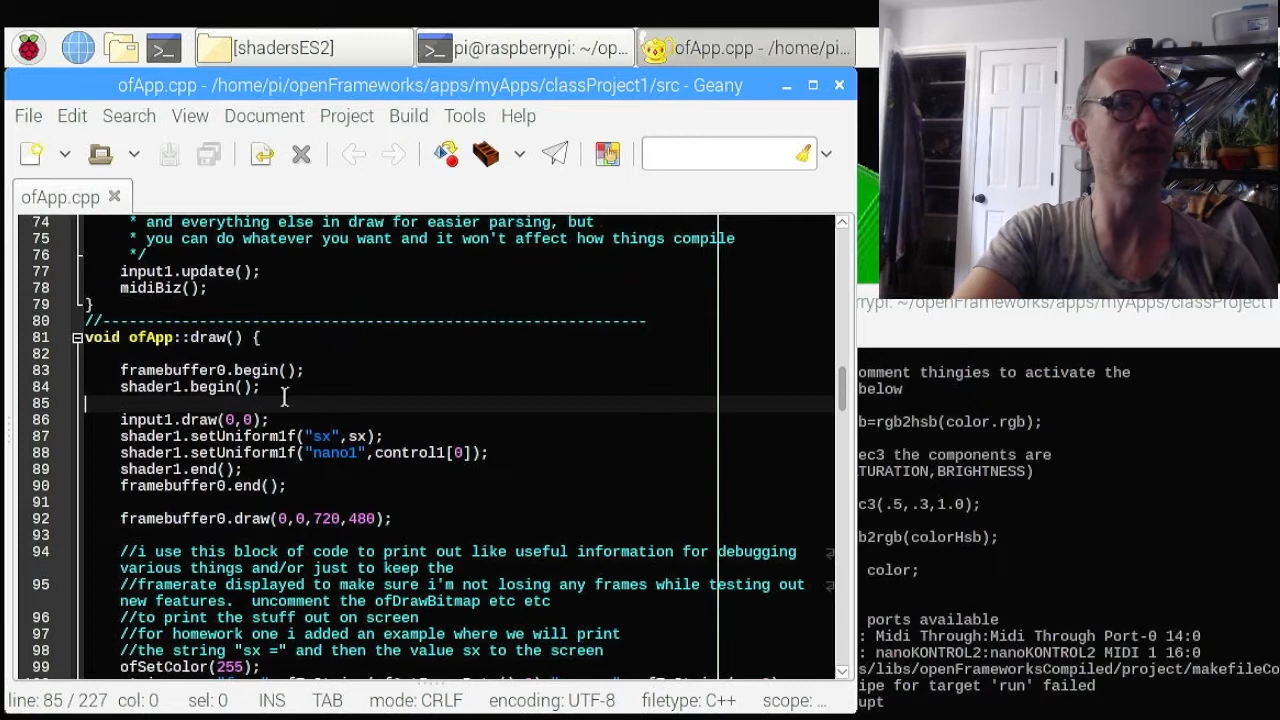 [shadersES2]
pi@raspberrypi: ~/op...
ofApp.cpp - /home/pi...
ofApp.cpp - /home/pi/openFrameworks/apps/myApps/classProject1/src - Geany
File Edit Search View Document Project Build Tools Help
ofApp.cpp
74 * and everything else in draw for easier parsing, but
75 * you can do whatever you want and it won't affect how things compile
76 */
77 input1.update();
78 midiBiz();
79 }
80 //----------------------------------------------------------
81 void ofApp::draw() {
82
83 framebuffer0.begin();
84 shader1.begin();
85
86 input1.draw(0,0);
87 shader1.setUniform1f("sx",sx);
88 shader1.setUniform1f("nano1",control1[0]);
89 shader1.end();
90 framebuffer0.end();
91
92 framebuffer0.draw(0,0,720,480);
93
94 //i use this block of code to print out like useful information for debugging
various things and/or just to keep the
95 //framerate displayed to make sure i'm not losing any frames while testing out
new features. uncomment the ofDrawBitmap etc etc
96 //to print the stuff out on screen
97 //for homework one i added an example where we will print
98 //the string "sx =" and then the value sx to the screen
99 ofSetColor(255);
line: 85 / 227 col: 0 sel: 0 INS TAB mode: CRLF encoding: UTF-8 filetype: C++ scope: ...
rrypi: ~/openFrameworks/apps/myApps/classProject1
omment thingies to activate the
below
b=rgb2hsb(color.rgb);
ec3 the components are
TURATION,BRIGHTNESS)
c3(.5,.3,1.0);
b2rgb(colorHsb);
color;
ports available
: Midi Through:Midi Through Port-0 14:0
: nanoKONTROL2:nanoKONTROL2 MIDI 1 16:0
s/libs/openFrameworksCompiled/project/makefileCo
ipe for target 'run' failed
upt